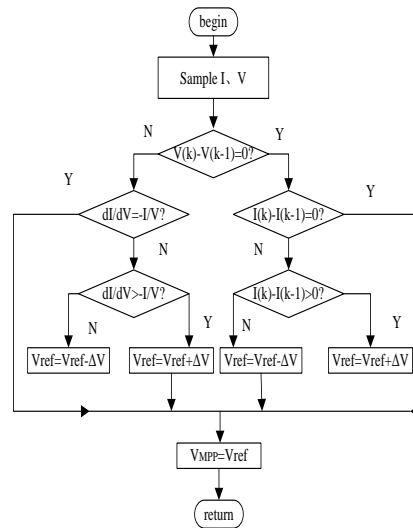 begin
Sample I、V
N
Y
V(k)-V(k-1)=0?
Y
Y
dI/dV=-I/V?
I(k)-I(k-1)=0?
N
N
dI/dV>-I/V?
I(k)-I(k-1)>0?
N
Y
N
Y
Vref=Vref-ΔV
Vref=Vref+ΔV
Vref=Vref-ΔV
Vref=Vref+ΔV
VMPP=Vref
return